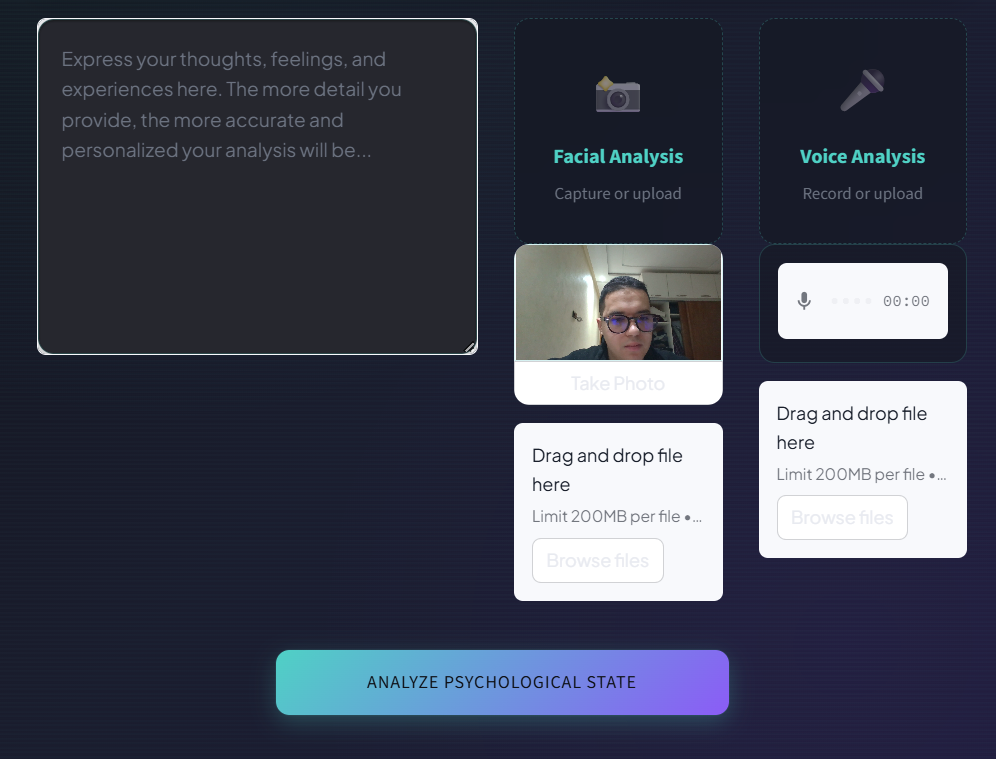 Express your thoughts, feelings, and
experiences here. The more detail you
provide, the more accurate and
personalized your analysis will be...
Facial Analysis
Capture or upload
Take Photo
Drag and drop file
here
Limit 200MB per file •...
Browse files
Voice Analysis
Record or upload
00:00
Drag and drop file
here
Limit 200MB per file •...
Browse files
ANALYZE PSYCHOLOGICAL STATE